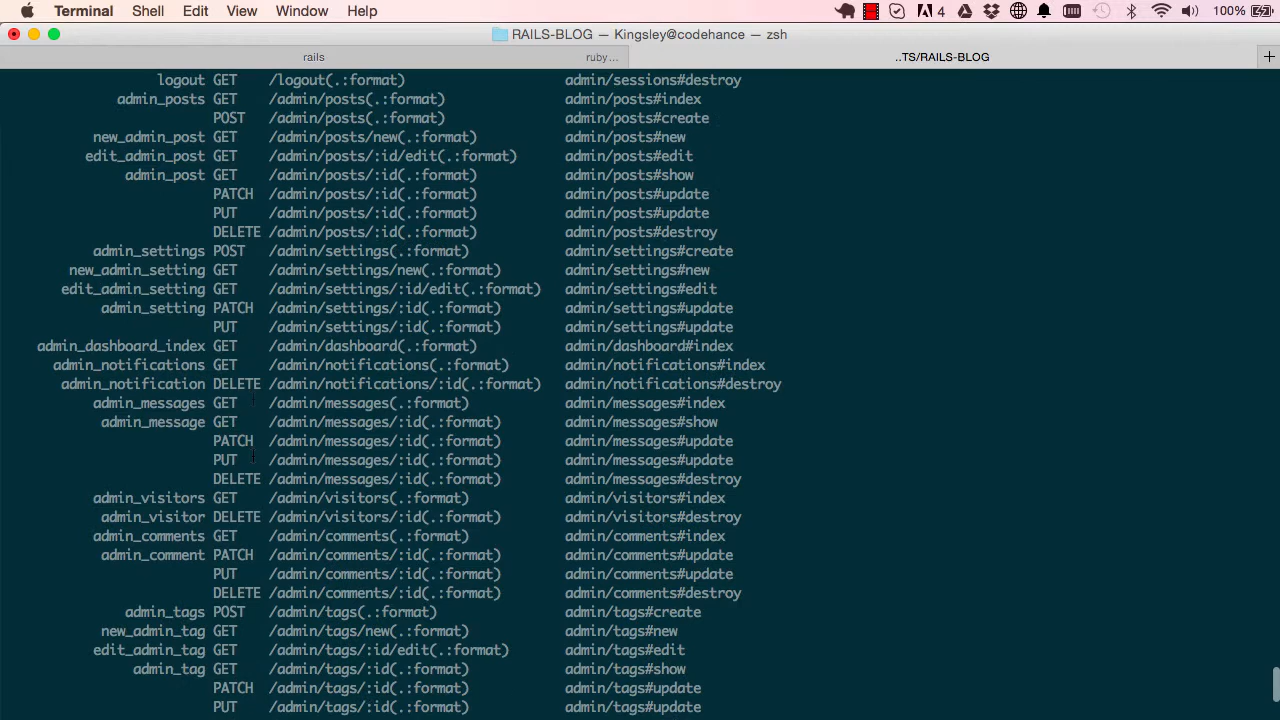 Terminal Shell Edit View Window Help 4 100%
RAILS-BLOG — Kingsley@codehance — zsh
rails ruby... ..TS/RAILS-BLOG +
logout GET /logout(.:format) admin/sessions#destroy
admin_posts GET /admin/posts(.:format) admin/posts#index
POST /admin/posts(.:format) admin/posts#create
new_admin_post GET /admin/posts/new(.:format) admin/posts#new
edit_admin_post GET /admin/posts/:id/edit(.:format) admin/posts#edit
admin_post GET /admin/posts/:id(.:format) admin/posts#show
PATCH /admin/posts/:id(.:format) admin/posts#update
PUT /admin/posts/:id(.:format) admin/posts#update
DELETE /admin/posts/:id(.:format) admin/posts#destroy
admin_settings POST /admin/settings(.:format) admin/settings#create
new_admin_setting GET /admin/settings/new(.:format) admin/settings#new
edit_admin_setting GET /admin/settings/:id/edit(.:format) admin/settings#edit
admin_setting PATCH /admin/settings/:id(.:format) admin/settings#update
PUT /admin/settings/:id(.:format) admin/settings#update
admin_dashboard_index GET /admin/dashboard(.:format) admin/dashboard#index
admin_notifications GET /admin/notifications(.:format) admin/notifications#index
admin_notification DELETE /admin/notifications/:id(.:format) admin/notifications#destroy
admin_messages GET /admin/messages(.:format) admin/messages#index
admin_message GET /admin/messages/:id(.:format) admin/messages#show
PATCH /admin/messages/:id(.:format) admin/messages#update
PUT /admin/messages/:id(.:format) admin/messages#update
DELETE /admin/messages/:id(.:format) admin/messages#destroy
admin_visitors GET /admin/visitors(.:format) admin/visitors#index
admin_visitor DELETE /admin/visitors/:id(.:format) admin/visitors#destroy
admin_comments GET /admin/comments(.:format) admin/comments#index
admin_comment PATCH /admin/comments/:id(.:format) admin/comments#update
PUT /admin/comments/:id(.:format) admin/comments#update
DELETE /admin/comments/:id(.:format) admin/comments#destroy
admin_tags POST /admin/tags(.:format) admin/tags#create
new_admin_tag GET /admin/tags/new(.:format) admin/tags#new
edit_admin_tag GET /admin/tags/:id/edit(.:format) admin/tags#edit
admin_tag GET /admin/tags/:id(.:format) admin/tags#show
PATCH /admin/tags/:id(.:format) admin/tags#update
PUT /admin/tags/:id(.:format) admin/tags#update